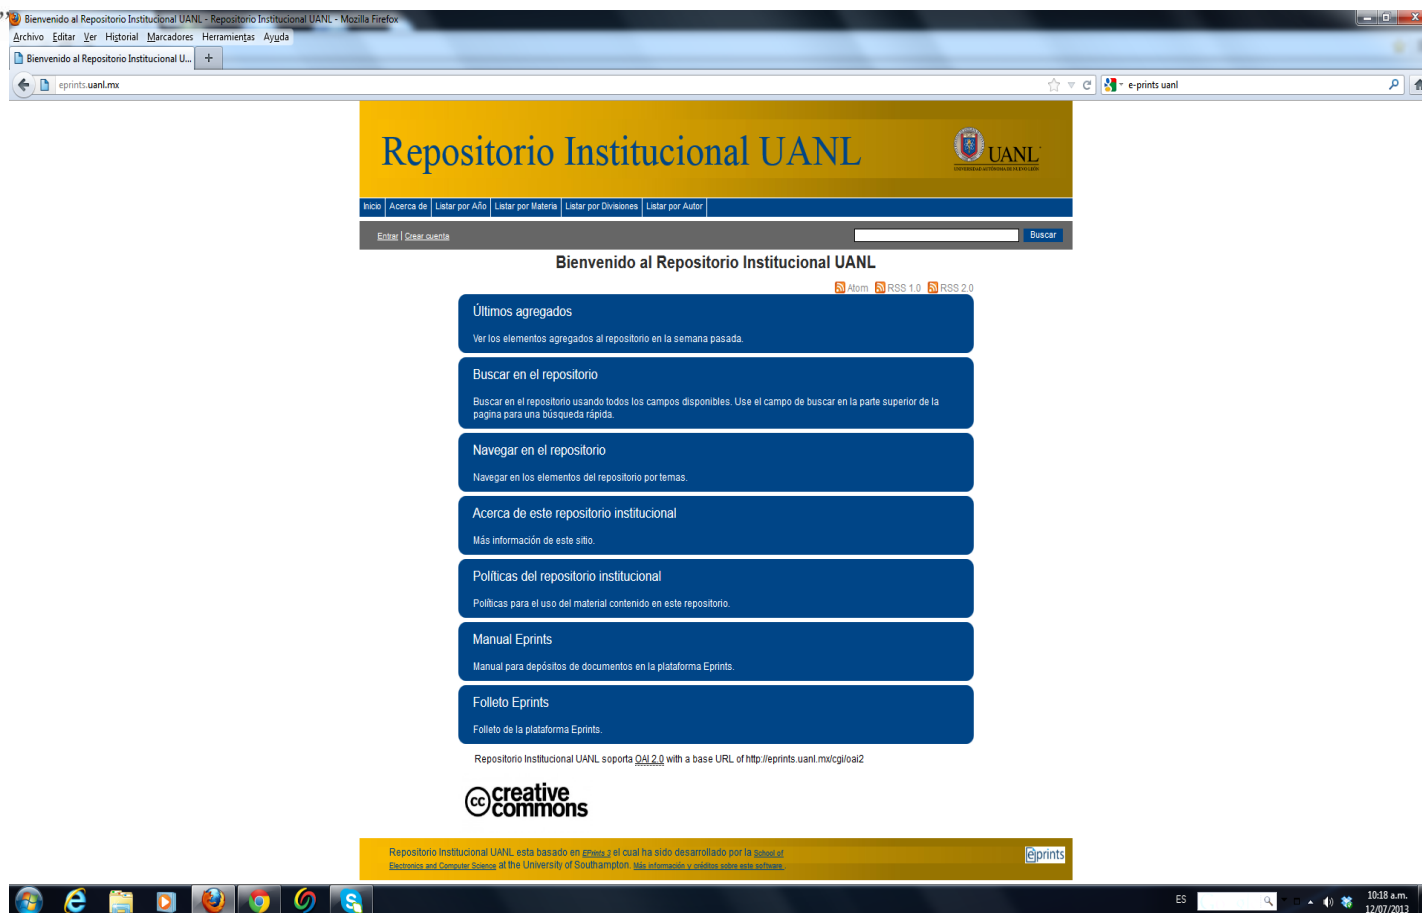 ”
Bienvenido al Repositorio Institucional UANL - Repositorio Institucional UANL - Mozilla Firefox
Archivo Editar Ver Historial Marcadores Herramientas Ayuda
Bienvenido al Repositorio Institucional U... +
eprints.uanl.mx e-prints uanl
Repositorio Institucional UANL
UANL
UNIVERSIDAD AUTÓNOMA DE NUEVO LEÓN
Inicio Acerca de Listar por Año Listar por Materia Listar por Divisiones Listar por Autor
Entrar | Crear cuenta Buscar
Bienvenido al Repositorio Institucional UANL
Atom RSS 1.0 RSS 2.0
Últimos agregados
Ver los elementos agregados al repositorio en la semana pasada.
Buscar en el repositorio
Buscar en el repositorio usando todos los campos disponibles. Use el campo de buscar en la parte superior de la
pagina para una búsqueda rápida.
Navegar en el repositorio
Navegar en los elementos del repositorio por temas.
Acerca de este repositorio institucional
Más información de este sitio.
Políticas del repositorio institucional
Políticas para el uso del material contenido en este repositorio.
Manual Eprints
Manual para depósitos de documentos en la plataforma Eprints.
Folleto Eprints
Folleto de la plataforma Eprints.
Repositorio Institucional UANL soporta OAI 2.0 with a base URL of http://eprints.uanl.mx/cgi/oai2
cc creative
commons
Repositorio Institucional UANL esta basado en EPrints 3 el cual ha sido desarrollado por la School of
Electronics and Computer Science at the University of Southampton. Más información y créditos sobre este software.
eprints
ES 10:18 a.m.
12/07/2013